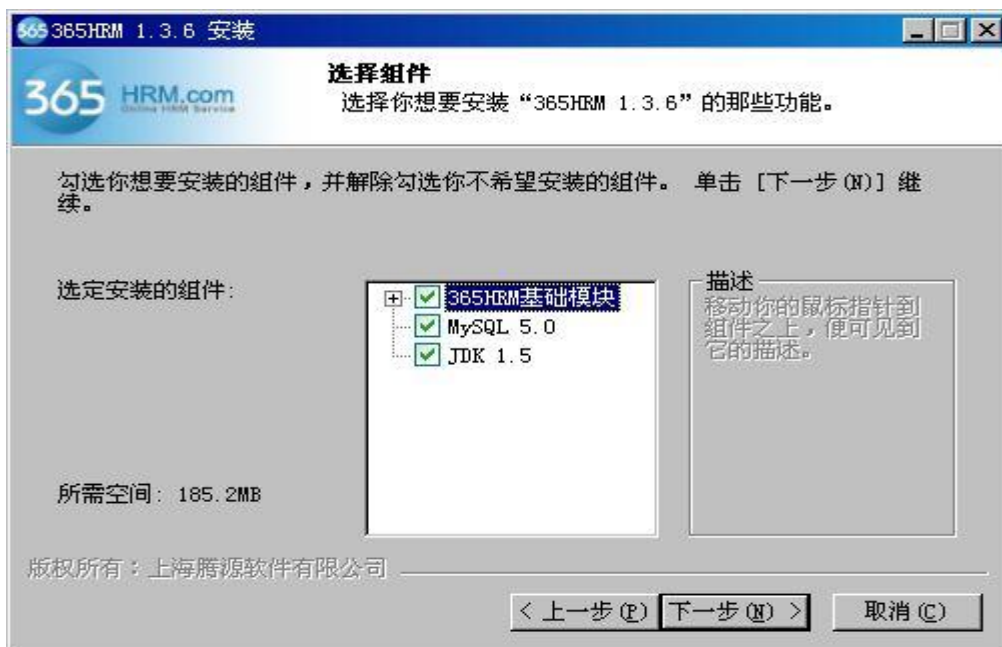 365 365HRM 1.3.6 安装
365 HRM.com
Online HRM Service
选择组件
选择你想要安装“365HRM 1.3.6”的那些功能。
勾选你想要安装的组件，并解除勾选你不希望安装的组件。 单击 [下一步(N)] 继
续。
选定安装的组件:
365HRM基础模块
MySQL 5.0
JDK 1.5
描述
移动你的鼠标指针到
组件之上，便可见到
它的描述。
所需空间: 185.2MB
版权所有：上海腾源软件有限公司
< 上一步(P) 下一步(N) > 取消(C)